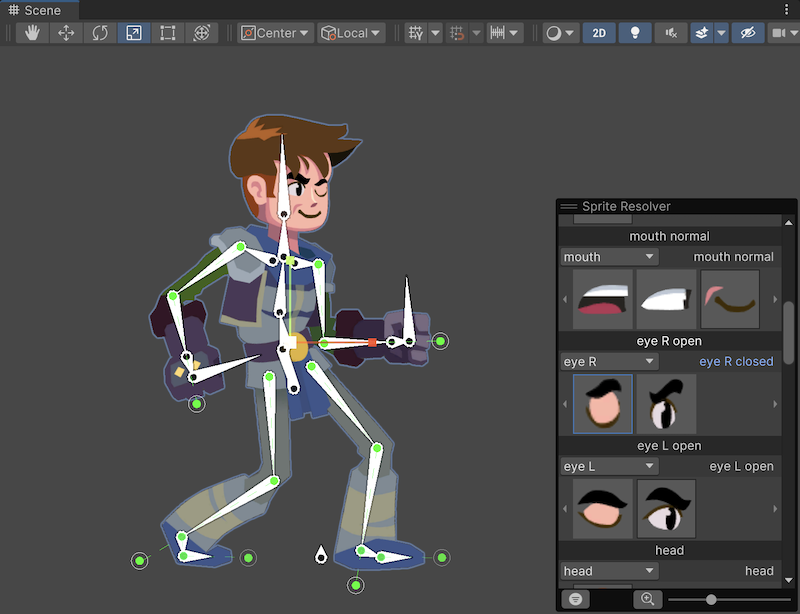 Scene
Center
Local
2D
Sprite Resolver
mouth normal
mouth
mouth normal
eye R open
eye R
eye R closed
eye L open
eye L
eye L open
head
head
head